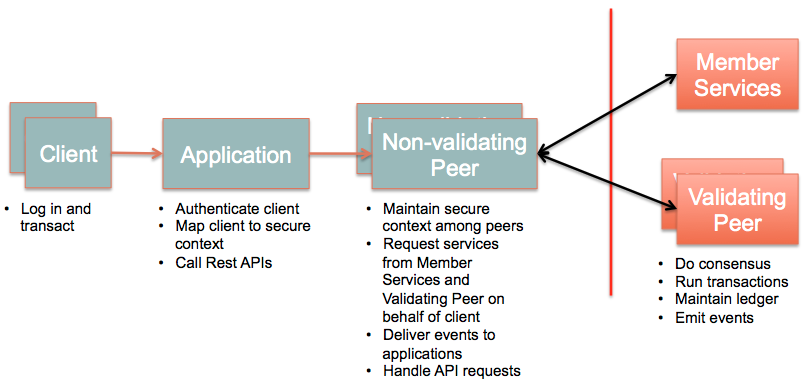 Member
Services
Client
Application
Non-validating
Peer
Validating
Peer
• Log in and
transact
• Authenticate client
• Map client to secure
context
• Call Rest APIs
• Maintain secure
context among peers
• Request services
from Member
Services and
Validating Peer on
behalf of client
• Deliver events to
applications
• Handle API requests
• Do consensus
• Run transactions
• Maintain ledger
• Emit events